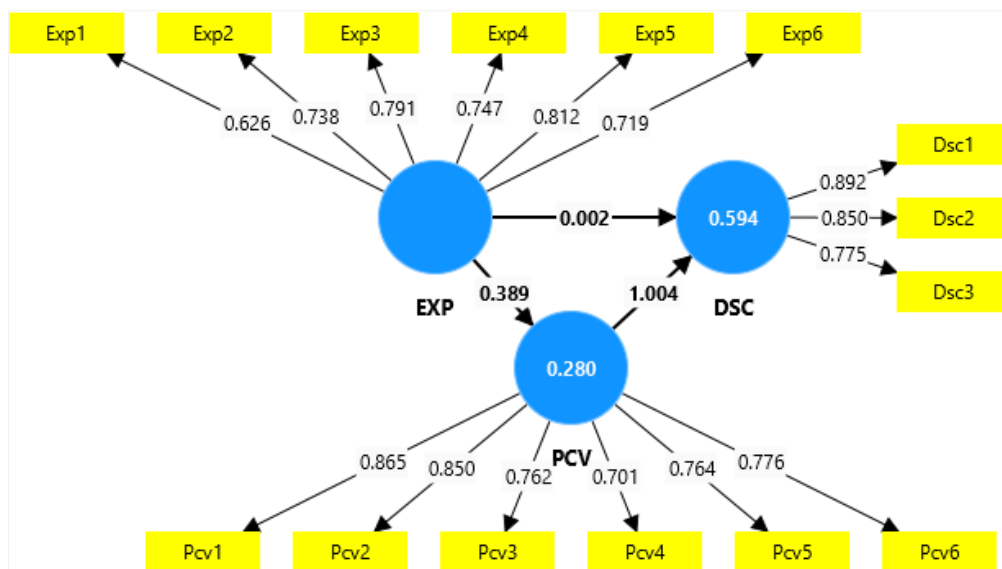 Exp1 Exp2 Exp3 Exp4 Exp5 Exp6
0.626 0.738 0.791 0.747 0.812 0.719
Dsc1
0.892
0.002 0.594 0.850 Dsc2
0.775
Dsc3
EXP 0.389 1.004 DSC
0.280
PCV
0.865 0.850 0.762 0.701 0.764 0.776
Pcv1 Pcv2 Pcv3 Pcv4 Pcv5 Pcv6